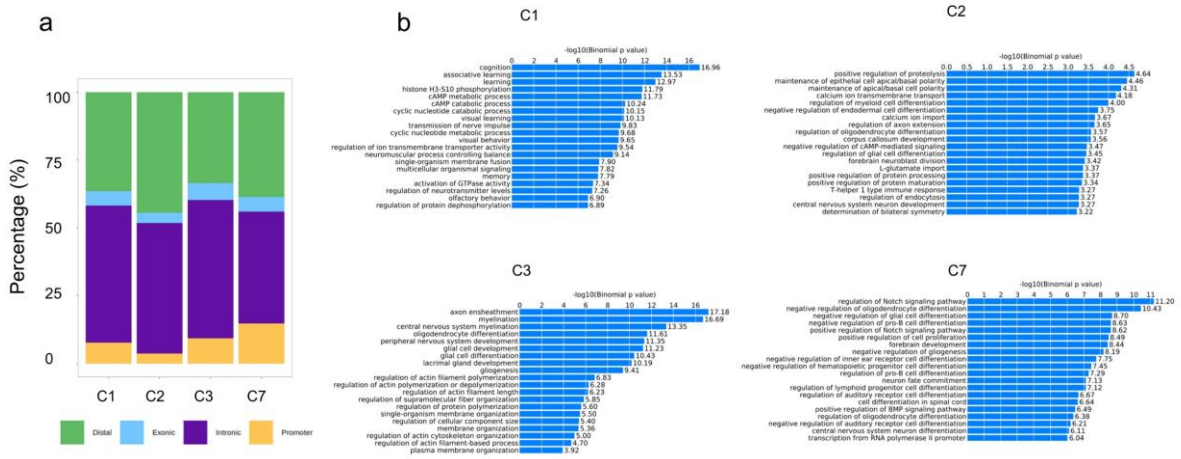 a
Percentage (%)
100
75
50
25
0
C1 C2 C3 C7
Distal Exonic Intronic Promoter
b
C1
-log10(Binomial p value)
0 2 4 6 8 10 12 14 16
cognition 16.96
associative learning 13.53
learning 12.97
histone H3-S10 phosphorylation 11.79
cAMP metabolic process 11.73
cAMP catabolic process 10.24
cyclic nucleotide catabolic process 10.15
visual learning 10.13
transmission of nerve impulse 9.83
cyclic nucleotide metabolic process 9.68
visual behavior 9.65
regulation of ion transmembrane transporter activity 9.54
neuromuscular process controlling balance 9.14
single-organism membrane fusion 7.90
multicellular organismal signaling 7.82
memory 7.79
activation of GTPase activity 7.34
regulation of neurotransmitter levels 7.26
olfactory behavior 6.90
regulation of protein dephosphorylation 6.89
C2
-log10(Binomial p value)
0.0 0.5 1.0 1.5 2.0 2.5 3.0 3.5 4.0 4.5
positive regulation of proteolysis 4.64
maintenance of epithelial cell apical/basal polarity 4.46
maintenance of apical/basal cell polarity 4.31
calcium ion transmembrane transport 4.18
regulation of myeloid cell differentiation 4.00
negative regulation of endodermal cell differentiation 3.75
calcium ion import 3.67
regulation of axon extension 3.65
regulation of oligodendrocyte differentiation 3.57
corpus callosum development 3.56
negative regulation of cAMP-mediated signaling 3.47
regulation of glial cell differentiation 3.45
forebrain neuroblast division 3.42
L-glutamate import 3.37
positive regulation of protein processing 3.37
positive regulation of protein maturation 3.34
T-helper 1 type immune response 3.27
regulation of endocytosis 3.27
central nervous system neuron development 3.27
determination of bilateral symmetry 3.22
C3
-log10(Binomial p value)
0 2 4 6 8 10 12 14 16
axon ensheathment 17.18
myelination 16.69
central nervous system myelination 13.35
oligodendrocyte differentiation 11.61
peripheral nervous system development 11.35
glial cell development 11.23
glial cell differentiation 10.43
lacrimal gland development 10.19
gliogenesis 9.41
regulation of actin filament polymerization 6.83
regulation of actin polymerization or depolymerization 6.28
regulation of actin filament length 6.23
regulation of supramolecular fiber organization 5.85
regulation of protein polymerization 5.60
single-organism membrane organization 5.50
regulation of cellular component size 5.40
membrane organization 5.36
regulation of actin cytoskeleton organization 5.00
regulation of actin filament-based process 4.70
plasma membrane organization 3.92
C7
-log10(Binomial p value)
0 1 2 3 4 5 6 7 8 9 10 11
regulation of Notch signaling pathway 11.20
negative regulation of oligodendrocyte differentiation 10.43
negative regulation of glial cell differentiation 8.70
negative regulation of pro-B cell differentiation 8.63
positive regulation of Notch signaling pathway 8.62
positive regulation of cell proliferation 8.49
forebrain development 8.44
negative regulation of gliogenesis 8.19
negative regulation of inner ear receptor cell differentiation 7.75
negative regulation of hematopoietic progenitor cell differentiation 7.45
regulation of pro-B cell differentiation 7.29
neuron fate commitment 7.13
regulation of lymphoid progenitor cell differentiation 7.12
regulation of auditory receptor cell differentiation 6.67
cell differentiation in spinal cord 6.64
positive regulation of BMP signaling pathway 6.49
regulation of oligodendrocyte differentiation 6.38
negative regulation of auditory receptor cell differentiation 6.21
central nervous system neuron differentiation 6.11
transcription from RNA polymerase II promoter 6.04